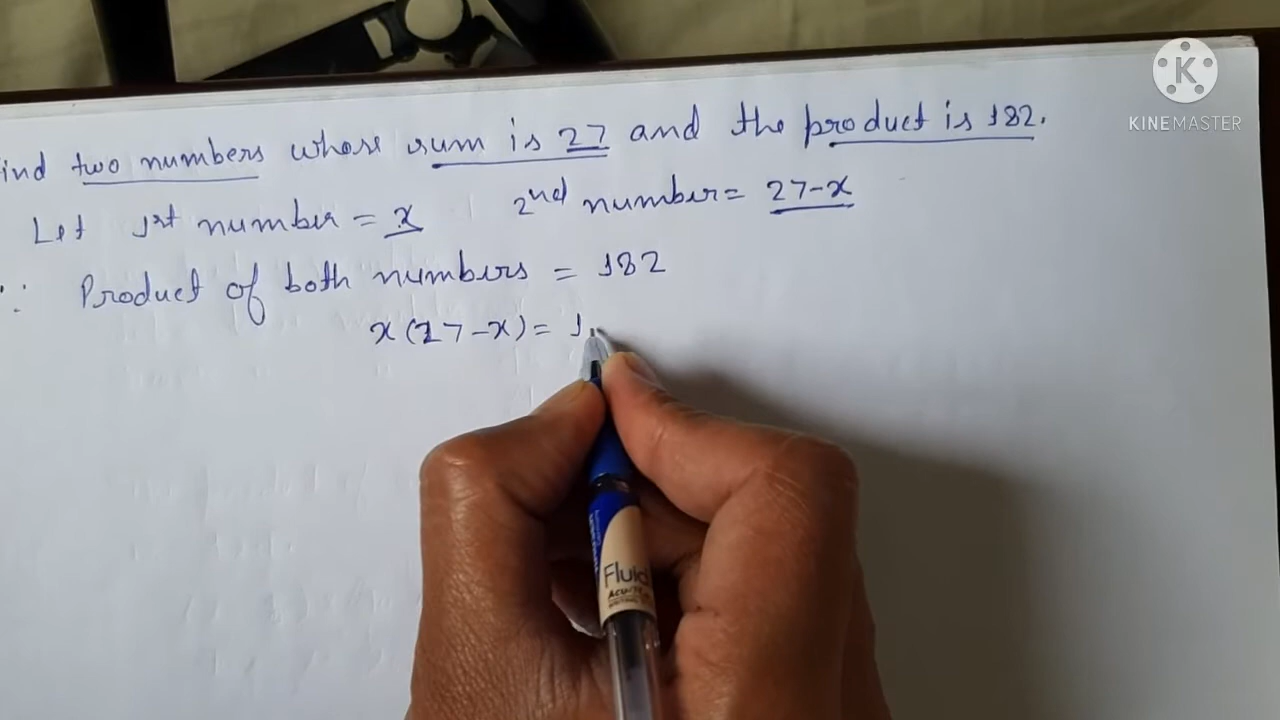 ind two numbers whose sum is 27 and the product is 182.
Let 1st number = x 2nd number = 27-x
∵ Product of both numbers = 182
x(27-x) = 1
Fluid
KINEMASTER